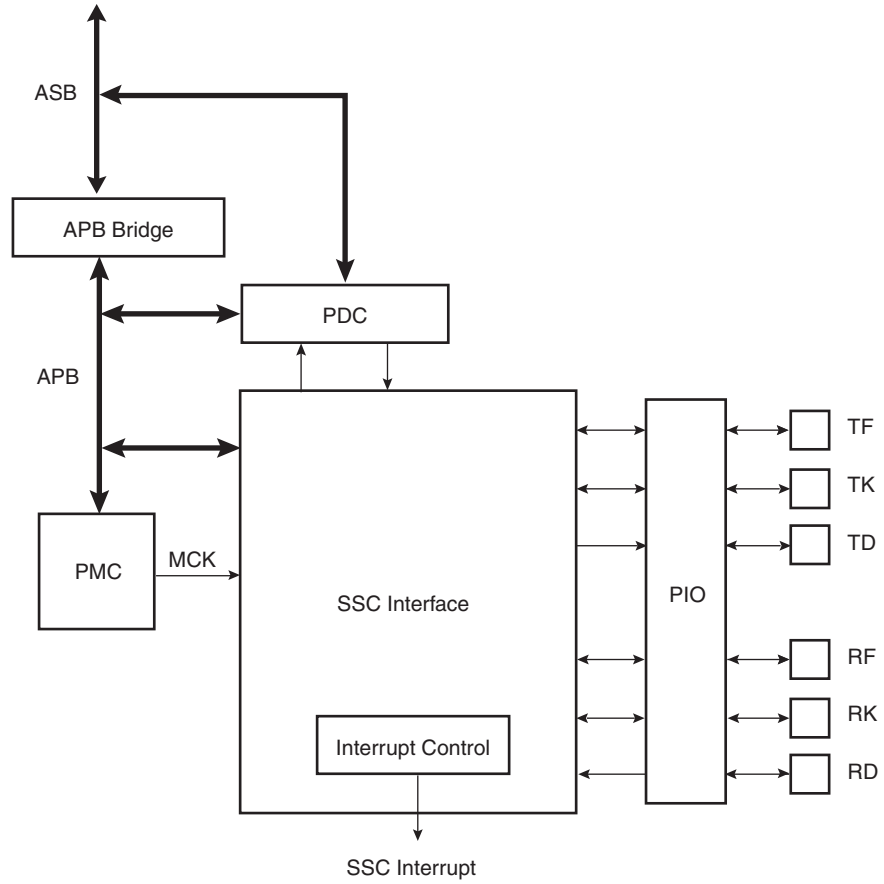 ASB
APB Bridge
PDC
APB
TF
TK
TD
PMC
MCK
SSC Interface
PIO
RF
RK
RD
Interrupt Control
SSC Interrupt